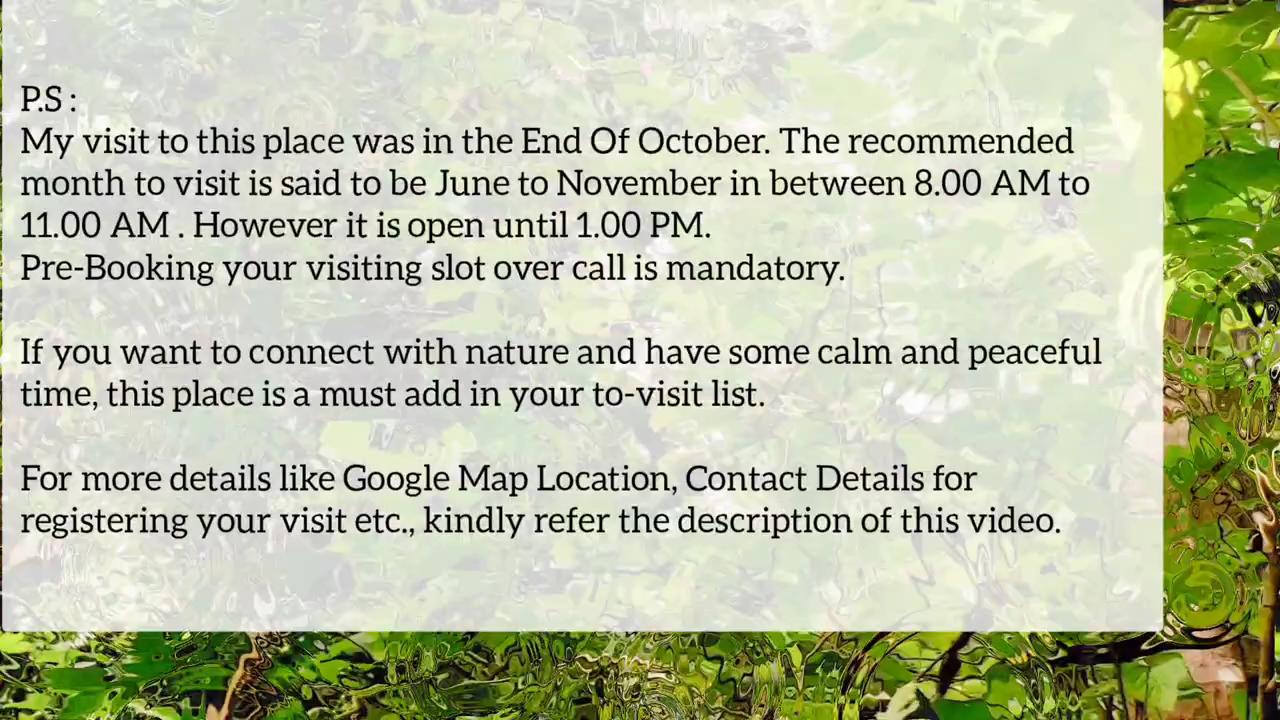 P.S :
My visit to this place was in the End Of October. The recommended
month to visit is said to be June to November in between 8.00 AM to
11.00 AM . However it is open until 1.00 PM.
Pre-Booking your visiting slot over call is mandatory.
If you want to connect with nature and have some calm and peaceful
time, this place is a must add in your to-visit list.
For more details like Google Map Location, Contact Details for
registering your visit etc., kindly refer the description of this video.